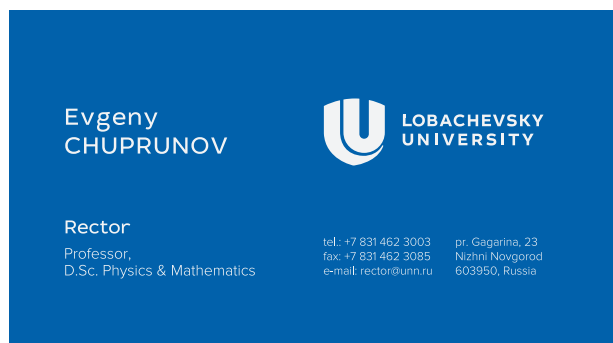 Evgeny
CHUPRUNOV
LOBACHEVSKY
UNIVERSITY
Rector
Professor,
D.Sc. Physics & Mathematics
tel.: +7 831 462 3003
fax: +7 831 462 3085
e-mail: rector@unn.ru
pr. Gagarina, 23
Nizhni Novgorod
603950, Russia